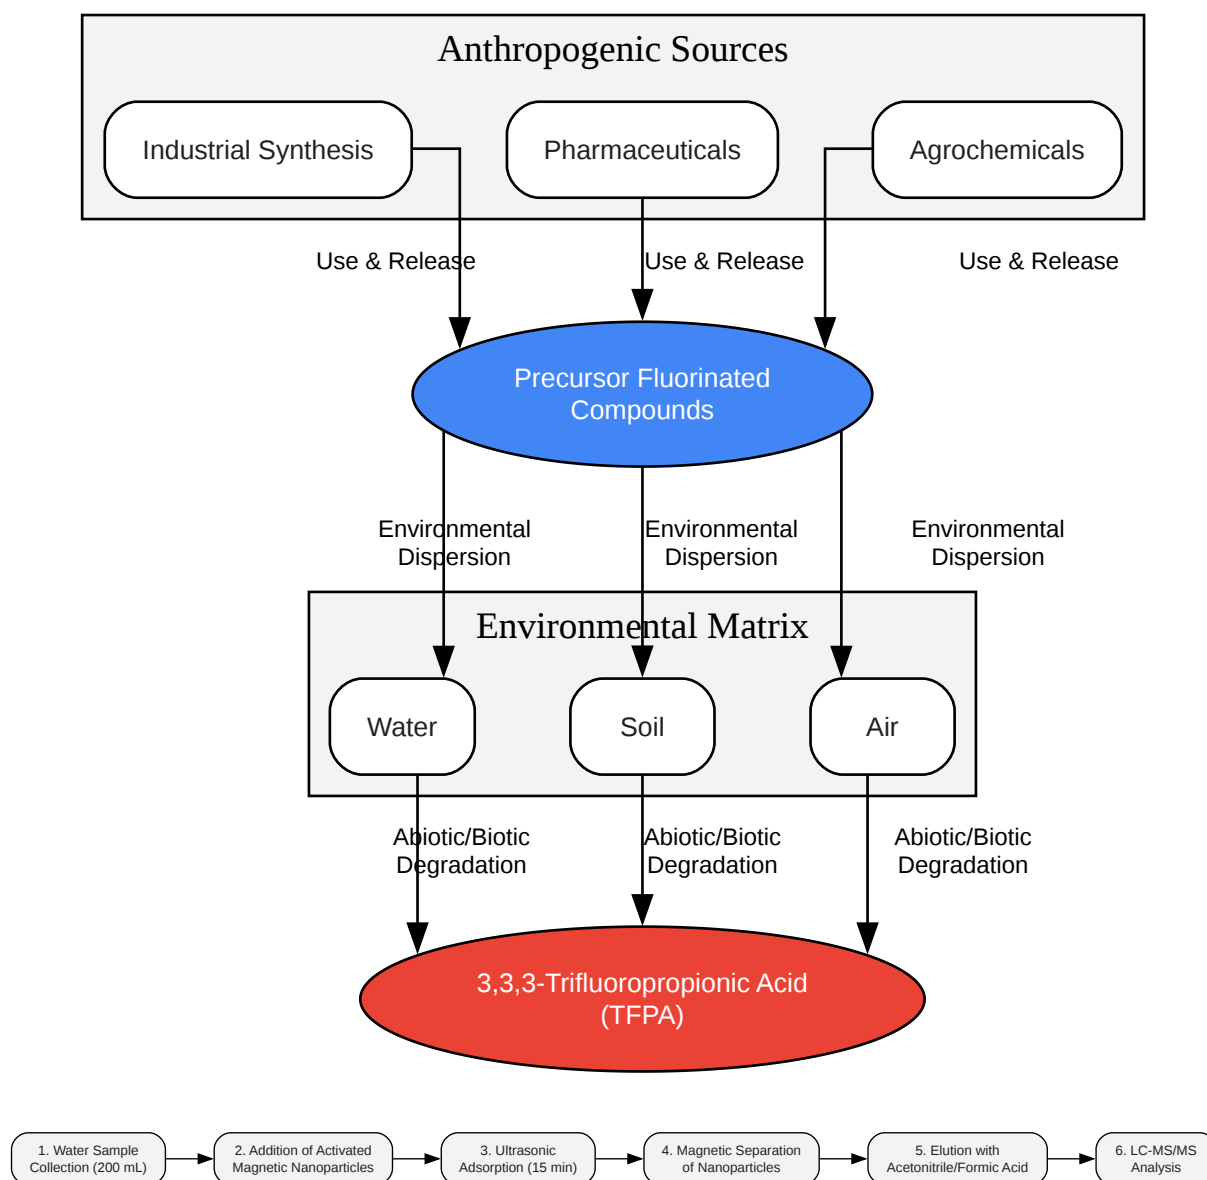 Anthropogenic Sources
Industrial Synthesis
Pharmaceuticals
Agrochemicals
Use & Release
Use & Release
Use & Release
Precursor Fluorinated
Compounds
Environmental
Dispersion
Environmental
Dispersion
Environmental
Dispersion
Environmental Matrix
Water
Soil
Air
Abiotic/Biotic
Degradation
Abiotic/Biotic
Degradation
Abiotic/Biotic
Degradation
3,3,3-Trifluoropropionic Acid
(TFPA)
1. Water Sample
Collection (200 mL)
2. Addition of Activated
Magnetic Nanoparticles
3. Ultrasonic
Adsorption (15 min)
4. Magnetic Separation
of Nanoparticles
5. Elution with
Acetonitrile/Formic Acid
6. LC-MS/MS
Analysis